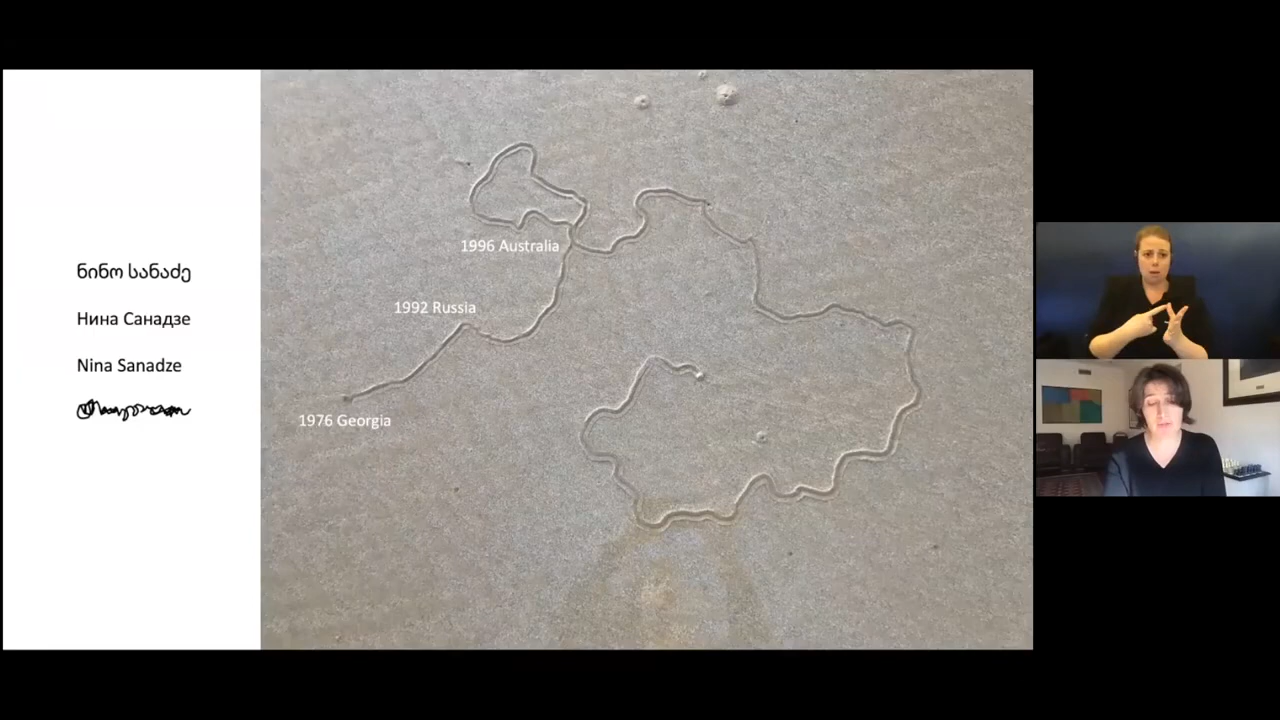 ნინო სანაძე
Нина Санадзе
Nina Sanadze
1996 Australia
1992 Russia
1976 Georgia